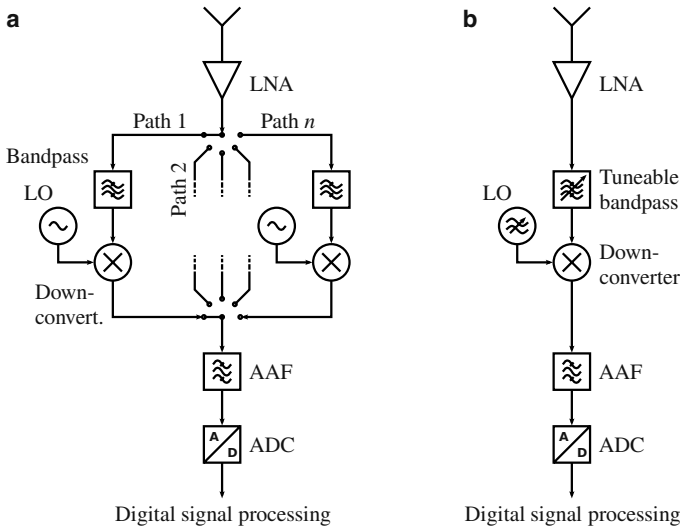 a
LNA
Path 1
Path n
Bandpass
Path 2
LO
Down-
convert.
AAF
A
D
ADC
Digital signal processing
b
LNA
Tuneable
bandpass
LO
Down-
converter
AAF
A
D
ADC
Digital signal processing